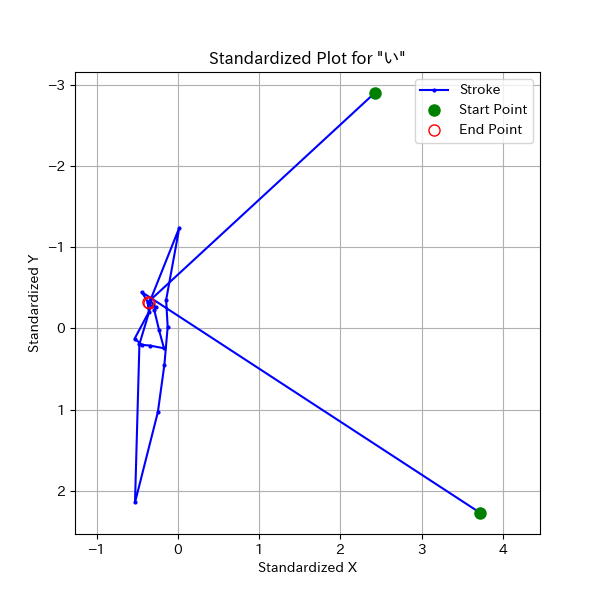 Standardized Plot for "い"
Stroke
Start Point
End Point
−3
−2
−1
0
1
2
Standardized Y
−1
0
1
2
3
4
Standardized X